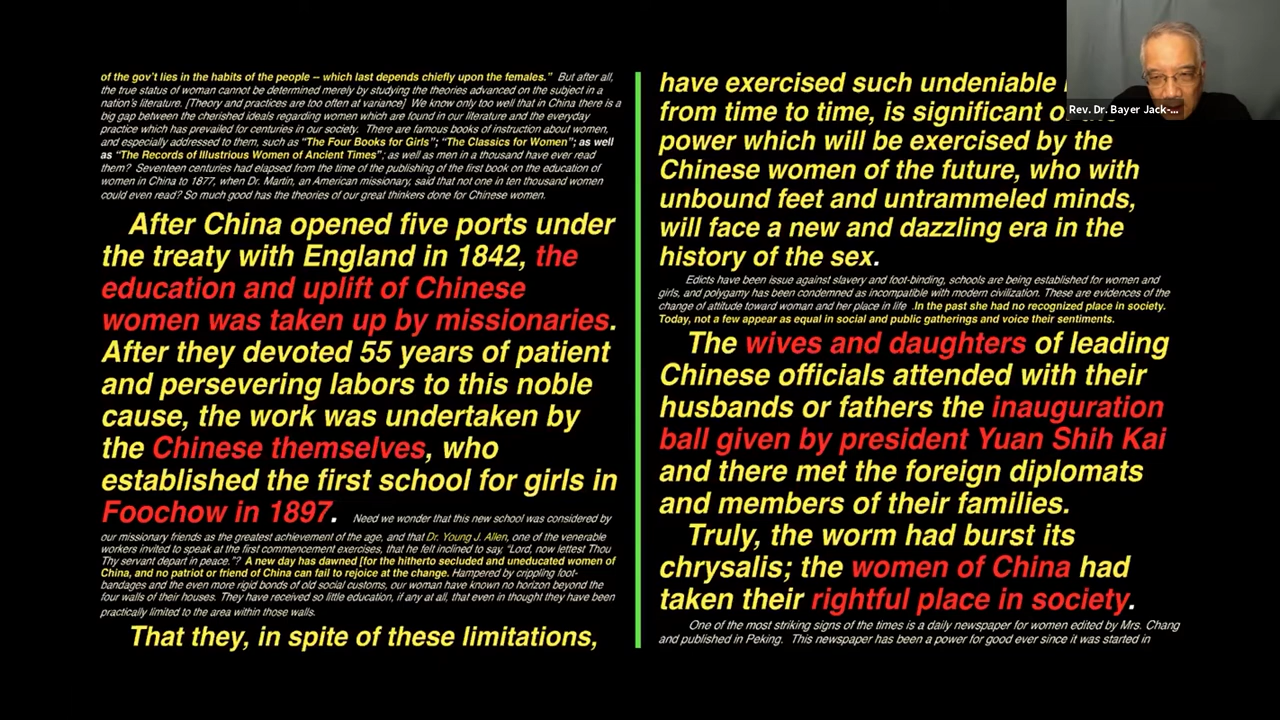 of the gov't lies in the habits of the people – which last depends chiefly upon the females." But after all,
the true status of woman cannot be determined merely by studying the theories advanced on the subject in a
nation's literature. [Theory and practices are too often at variance] We know only too well that in China there is a
big gap between the cherished ideals regarding women which are found in our literature and the everyday
practice which has prevailed for centuries in our society. There are famous books of instruction about women,
and especially addressed to them, such as "The Four Books for Girls"; "The Classics for Women"; as well
as "The Records of Illustrious Women of Ancient Times"; as well as men in a thousand have ever read
them? Seventeen centuries had elapsed from the time of the publishing of the first book on the education of
women in China to 1877, when Dr. Martin, an American missionary, said that not one in ten thousand women
could even read? So much good has the theories of our great thinkers done for Chinese women.
After China opened five ports under
the treaty with England in 1842, the
education and uplift of Chinese
women was taken up by missionaries.
After they devoted 55 years of patient
and persevering labors to this noble
cause, the work was undertaken by
the Chinese themselves, who
established the first school for girls in
Foochow in 1897. Need we wonder that this new school was considered by
our missionary friends as the greatest achievement of the age, and that Dr. Young J. Allen, one of the venerable
workers invited to speak at the first commencement exercises, that he felt inclined to say, "Lord, now lettest Thou
Thy servant depart in peace."? A new day has dawned [for the hitherto secluded and uneducated women of
China, and no patriot or friend of China can fail to rejoice at the change. Hampered by crippling foot-
bandages and the even more rigid bonds of old social customs, our woman have known no horizon beyond the
four walls of their houses. They have received so little education, if any at all, that even in thought they have been
practically limited to the area within those walls.
That they, in spite of these limitations,
have exercised such undeniable
from time to time, is significant
power which will be exercised by the
Chinese women of the future, who with
unbound feet and untrammeled minds,
will face a new and dazzling era in the
history of the sex.
Edicts have been issue against slavery and foot-binding, schools are being established for women and
girls, and polygamy has been condemned as incompatible with modern civilization. These are evidences of the
change of attitude toward woman and her place in life . In the past she had no recognized place in society.
Today, not a few appear as equal in social and public gatherings and voice their sentiments.
The wives and daughters of leading
Chinese officials attended with their
husbands or fathers the inauguration
ball given by president Yuan Shih Kai
and there met the foreign diplomats
and members of their families.
Truly, the worm had burst its
chrysalis; the women of China had
taken their rightful place in society.
One of the most striking signs of the times is a daily newspaper for women edited by Mrs. Chang
and published in Peking. This newspaper has been a power for good ever since it was started in
Rev. Dr. Bayer Jack-...